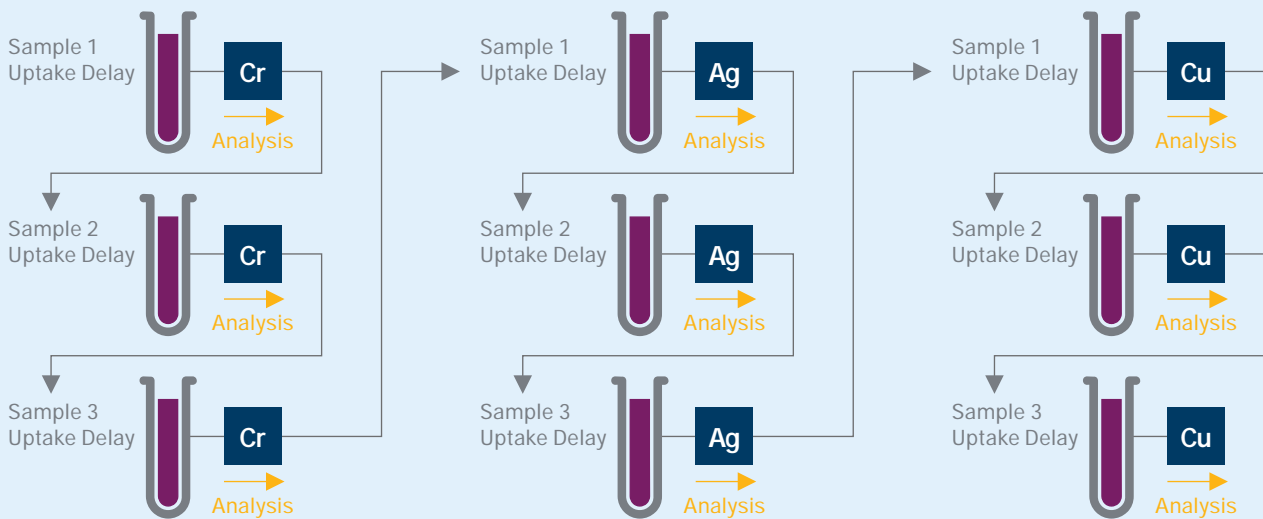 Sample 1
Uptake Delay
Cr
Analysis
Sample 2
Uptake Delay
Cr
Analysis
Sample 3
Uptake Delay
Cr
Analysis
Sample 1
Uptake Delay
Ag
Analysis
Sample 2
Uptake Delay
Ag
Analysis
Sample 3
Uptake Delay
Ag
Analysis
Sample 1
Uptake Delay
Cu
Analysis
Sample 2
Uptake Delay
Cu
Analysis
Sample 3
Uptake Delay
Cu
Analysis